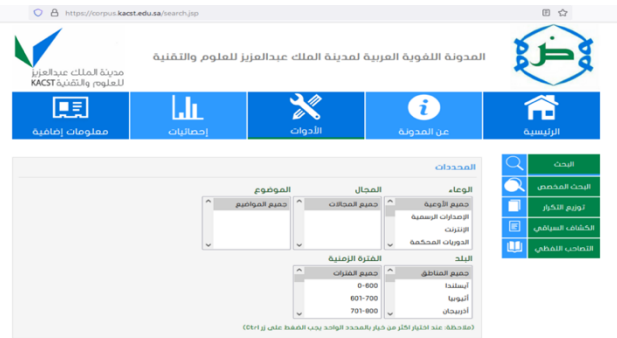 https://corpus.kacst.edu.sa/search.jsp
المدونة اللغوية العربية لمدينة الملك عبدالعزيز للعلوم والتقنية
ض
مدينة الملك عبدالعزيز
للعلوم والتقنية KACST
الرئيسية
عن المدونة
الأدوات
إحصائيات
معلومات إضافية
البحث
البحث المخصص
توزيع التكرار
الكشاف السياقي
التصاحب اللفظي
المحددات
الوعاء المجال الموضوع
جميع الأوعية جميع المجالات جميع المواضيع
الإصدارات الرسمية
الإنترنت
الدوريات المحكمة
البلد الفترة الزمنية
جميع المناطق جميع الفترات
آيسلندا 0-600
أثيوبيا 601-700
أذربيجان 701-800
(ملاحظة: عند اختيار اكثر من خيار بالمحدد الواحد يجب الضغط على زر Ctrl)